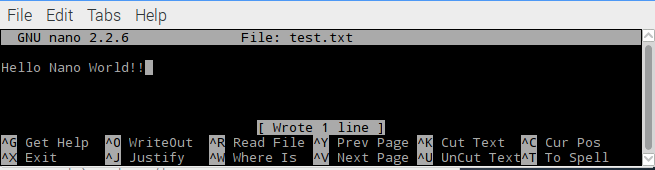 File Edit Tabs Help
GNU nano 2.2.6 File: test.txt
Hello Nano World!!
[ Wrote 1 line ]
^G Get Help ^O WriteOut ^R Read File ^Y Prev Page ^K Cut Text ^C Cur Pos
^X Exit ^J Justify ^W Where Is ^V Next Page ^U UnCut Text ^T To Spell